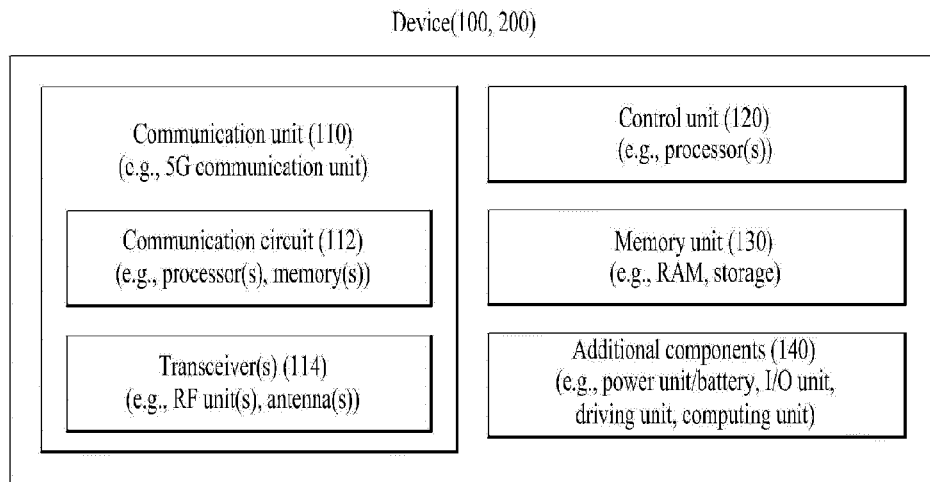 Device(100, 200)
Communication unit (110)
(e.g., 5G communication unit)
Communication circuit (112)
(e.g., processor(s), memory(s))
Transceiver(s) (114)
(e.g., RF unit(s), antenna(s))
Control unit (120)
(e.g., processor(s))
Memory unit (130)
(e.g., RAM, storage)
Additional components (140)
(e.g., power unit/battery, I/O unit,
driving unit, computing unit)